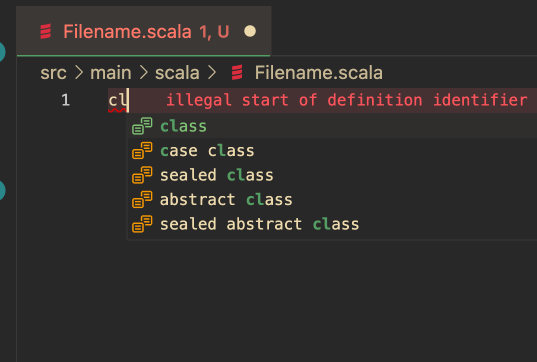 Filename.scala 1, U
src > main > scala > Filename.scala
1 cl illegal start of definition identifier
class
case class
sealed class
abstract class
sealed abstract class